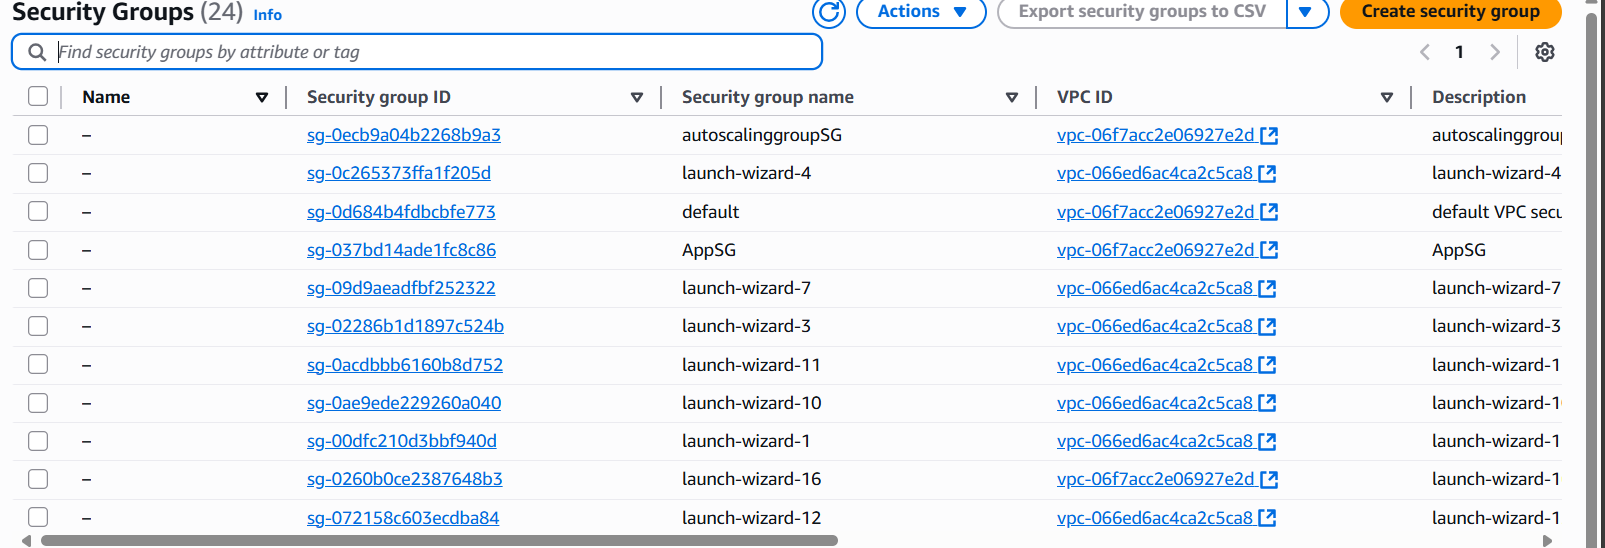 Security Groups (24) Info
Actions Export security groups to CSV Create security group
Find security groups by attribute or tag
1
Name Security group ID Security group name VPC ID Description
– sg-0ecb9a04b2268b9a3 autoscalinggroupSG vpc-06f7acc2e06927e2d autoscalinggroup
– sg-0c265373ffa1f205d launch-wizard-4 vpc-066ed6ac4ca2c5ca8 launch-wizard-4
– sg-0d684b4fdbcbfe773 default vpc-06f7acc2e06927e2d default VPC secu
– sg-037bd14ade1fc8c86 AppSG vpc-06f7acc2e06927e2d AppSG
– sg-09d9aeadfbf252322 launch-wizard-7 vpc-066ed6ac4ca2c5ca8 launch-wizard-7
– sg-02286b1d1897c524b launch-wizard-3 vpc-066ed6ac4ca2c5ca8 launch-wizard-3
– sg-0acdbbb6160b8d752 launch-wizard-11 vpc-066ed6ac4ca2c5ca8 launch-wizard-1
– sg-0ae9ede229260a040 launch-wizard-10 vpc-066ed6ac4ca2c5ca8 launch-wizard-1
– sg-00dfc210d3bbf940d launch-wizard-1 vpc-066ed6ac4ca2c5ca8 launch-wizard-1
– sg-0260b0ce2387648b3 launch-wizard-16 vpc-06f7acc2e06927e2d launch-wizard-1
– sg-072158c603ecdba84 launch-wizard-12 vpc-066ed6ac4ca2c5ca8 launch-wizard-1